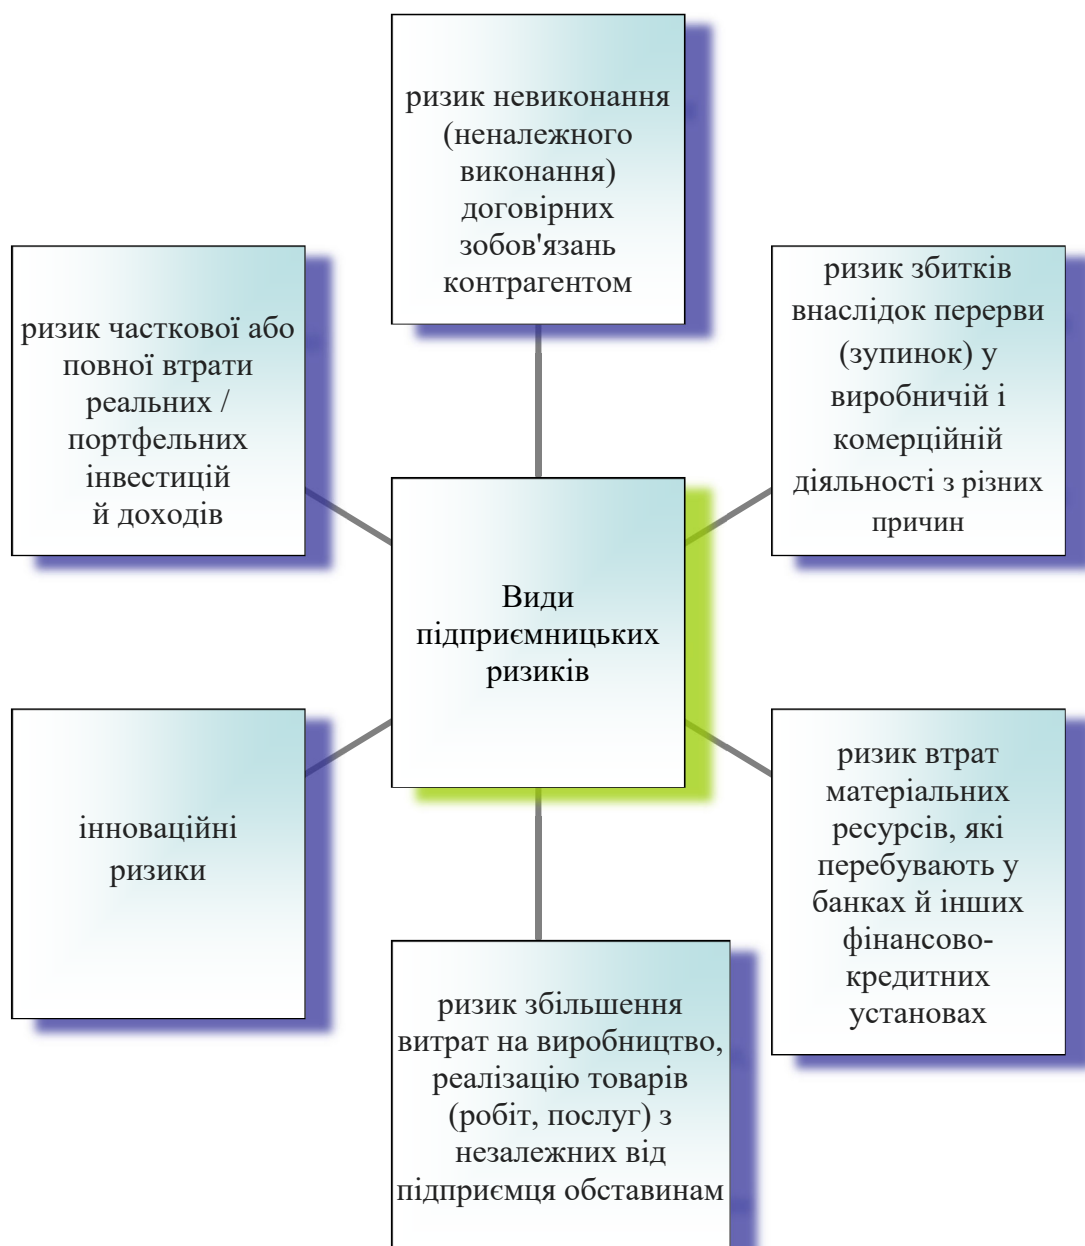 ризик невиконання
(неналежного
виконання)
договірних
зобов'язань
контрагентом
ризик часткової або
повної втрати
реальних /
портфельних
інвестицій
й доходів
ризик збитків
внаслідок перерви
(зупинок) у
виробничій і
комерційній
діяльності з різних
причин
Види
підприємницьких
ризиків
інноваційні
ризики
ризик втрат
матеріальних
ресурсів, які
перебувають у
банках й інших
фінансово-
кредитних
установах
ризик збільшення
витрат на виробництво,
реалізацію товарів
(робіт, послуг) з
незалежних від
підприємця обставинам